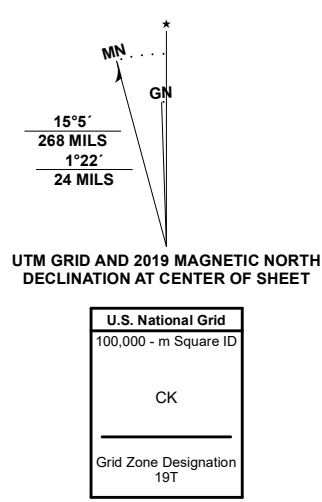 ★
MN
GN
15°5´
268 MILS
1°22´
24 MILS
UTM GRID AND 2019 MAGNETIC NORTH
DECLINATION AT CENTER OF SHEET
U.S. National Grid
100,000 - m Square ID
CK
Grid Zone Designation
19T